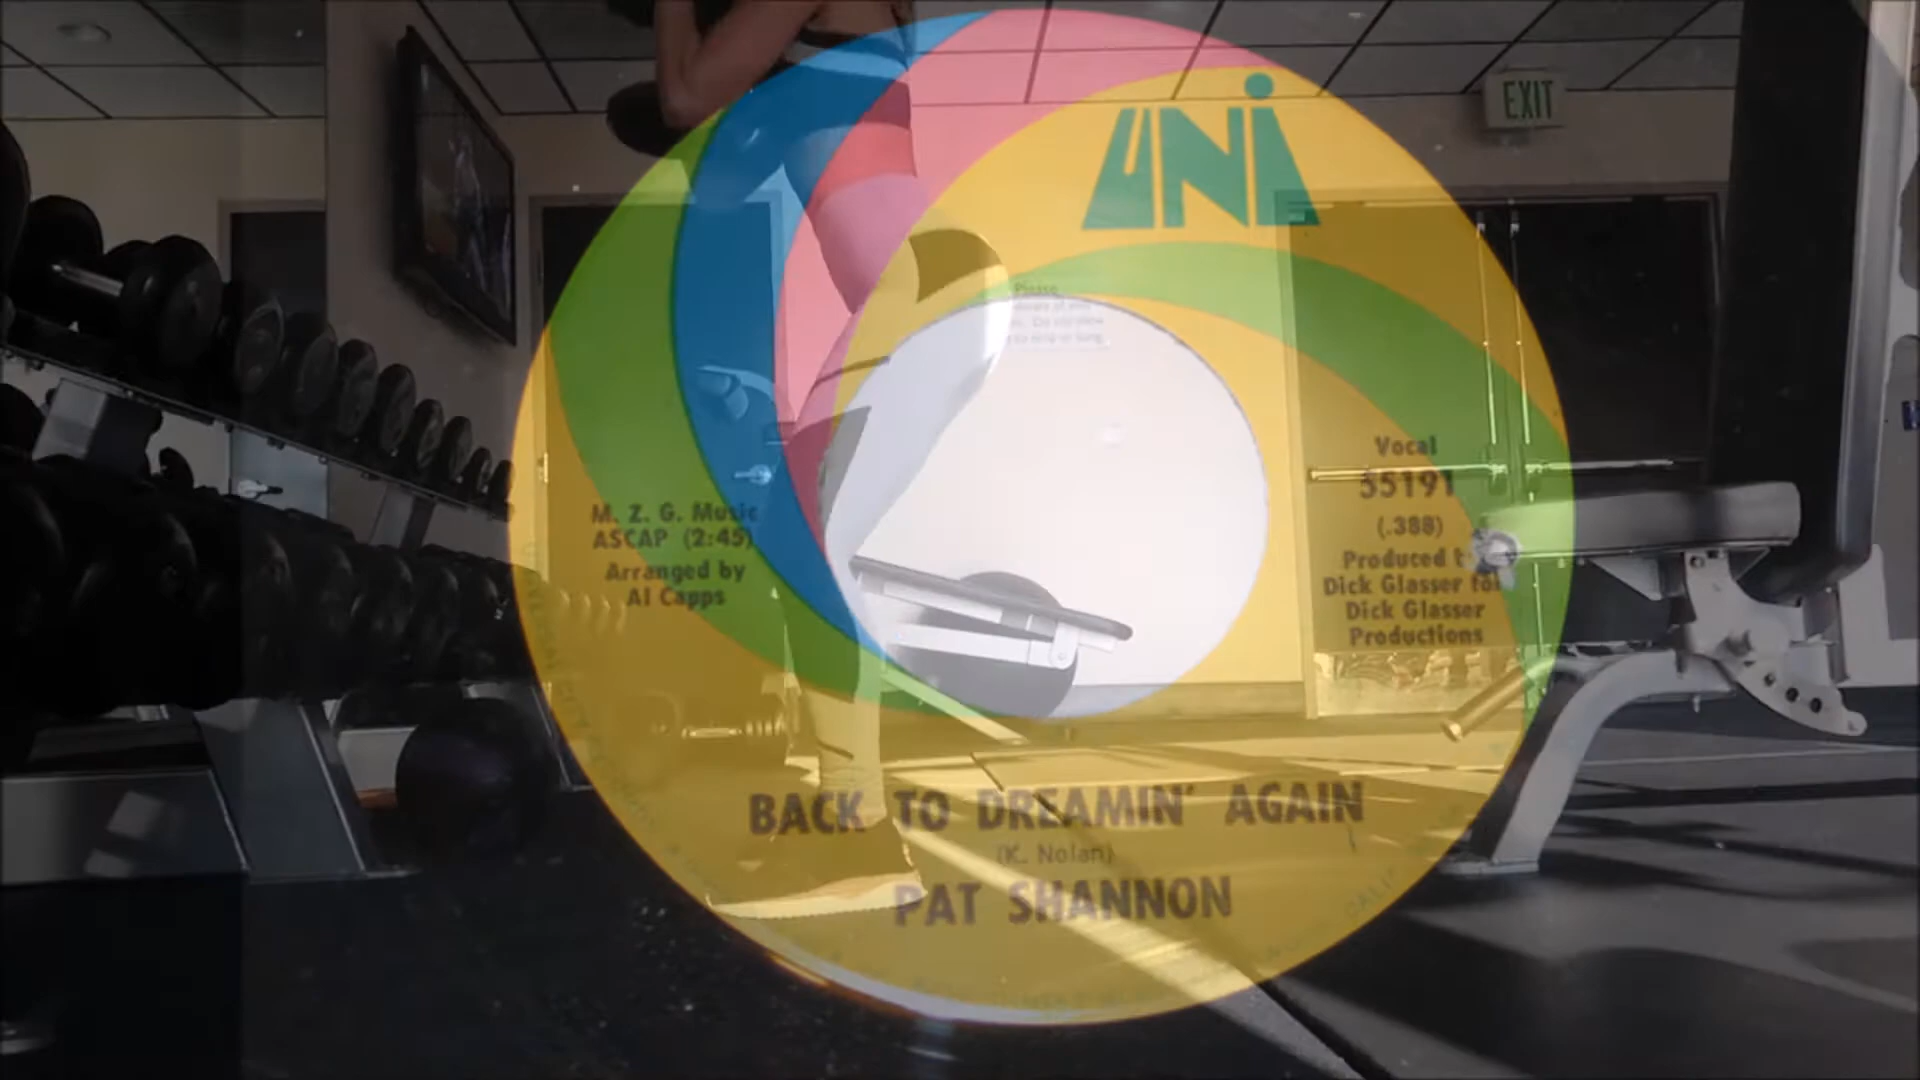 UNI
EXIT
Please
Vocal
55191
(.388)
Produced
Dick Glasser for
Dick Glasser
Productions
M. Z. G. Music
ASCAP (2:45)
Arranged by
Al Capps
BACK TO DREAMIN' AGAIN
(K. Nolan)
PAT SHANNON